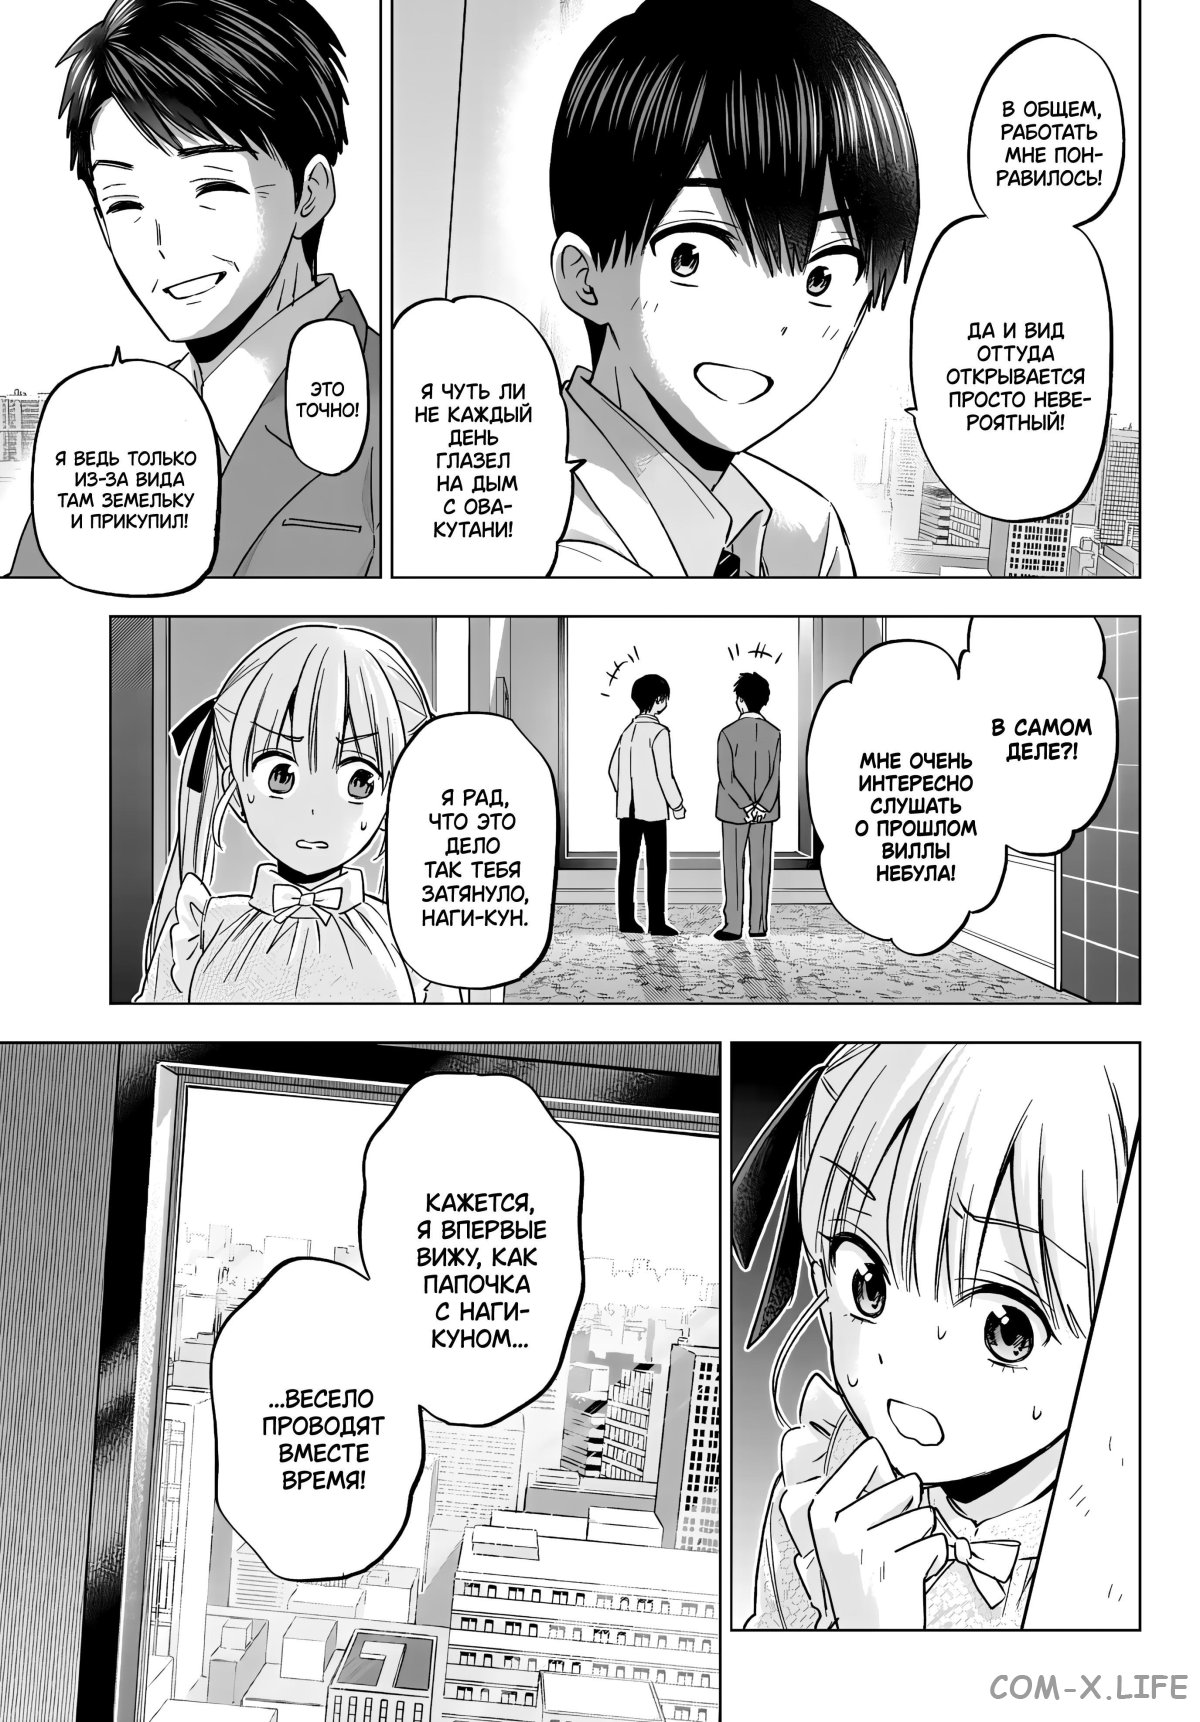 В ОБЩЕМ,
РАБОТАТЬ
МНЕ ПОН-
РАВИЛОСЬ!
ДА И ВИД
ОТТУДА
ОТКРЫВАЕТСЯ
ПРОСТО НЕВЕ-
РОЯТНЫЙ!
Я ЧУТЬ ЛИ
НЕ КАЖДЫЙ
ДЕНЬ
ГЛАЗЕЛ
НА ДЫМ
С ОВА-
КУТАНИ!
ЭТО
ТОЧНО!
Я ВЕДЬ ТОЛЬКО
ИЗ-ЗА ВИДА
ТАМ ЗЕМЕЛЬКУ
И ПРИКУПИЛ!
В САМОМ
ДЕЛЕ?!
МНЕ ОЧЕНЬ
ИНТЕРЕСНО
СЛУШАТЬ
О ПРОШЛОМ
ВИЛЛЫ
НЕБУЛА!
Я РАД,
ЧТО ЭТО
ДЕЛО
ТАК ТЕБЯ
ЗАТЯНУЛО,
НАГИ-КУН.
КАЖЕТСЯ,
Я ВПЕРВЫЕ
ВИЖУ, КАК
ПАПОЧКА
С НАГИ-
КУНОМ...
...ВЕСЕЛО
ПРОВОДЯТ
ВМЕСТЕ
ВРЕМЯ!
COM-X.LIFE